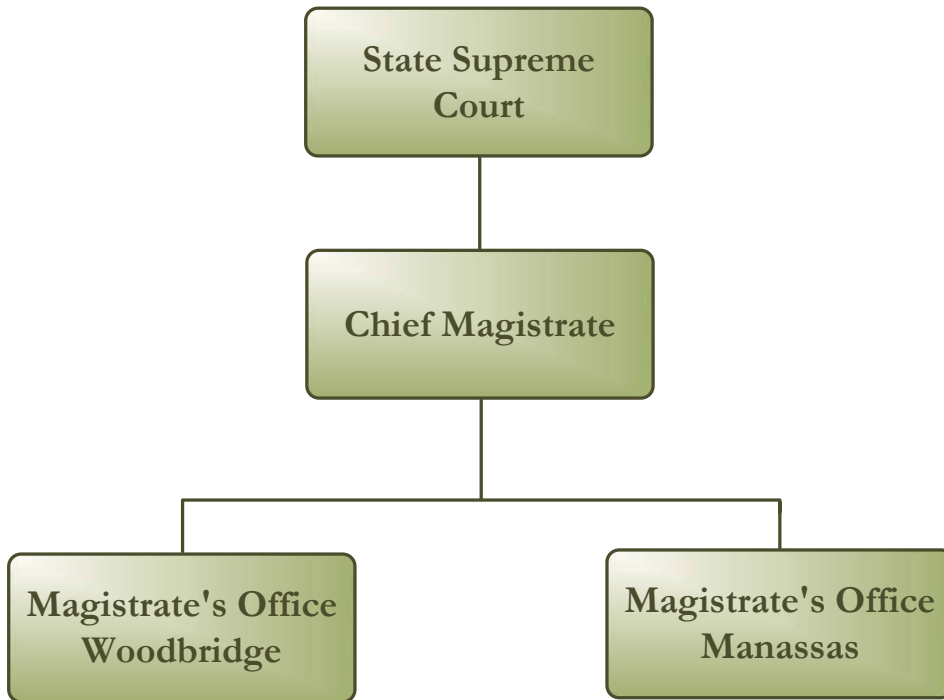 State Supreme
Court
Chief Magistrate
Magistrate's Office
Woodbridge
Magistrate's Office
Manassas